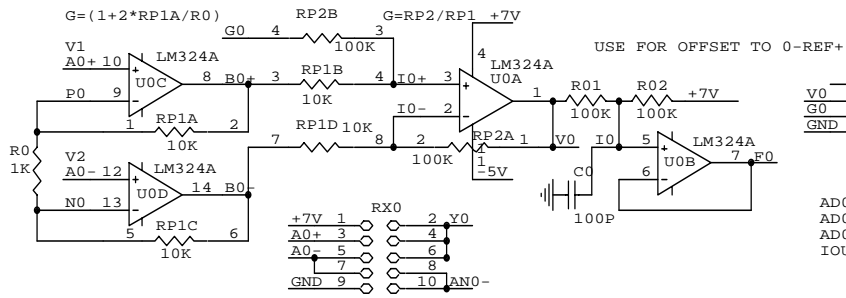 G=(1+2*RP1A/R0)
RP2B
G=RP2/RP1
+7V
G0
4
3
100K
4
USE FOR OFFSET TO 0-REF+
V1
A0+
10
LM324A
U0C
8
B0+
3
RP1B
4
I0+
3
LM324A
U0A
1
R01
R02
+7V
V0
G0
GND
P0
9
10K
I0-
2
100K
100K
1
RP1A
2
10K
RP1D
10K
7
8
2
RP2A
1
V0
I0
5
LM324A
U0B
7
F0
100K
1
1
-5V
6
R0
1K
V2
A0-
12
LM324A
U0D
14
B0-
C0
100P
N0
13
5
RP1C
6
10K
RX0
+7V
1
2
Y0
A0+
3
4
A0-
5
6
7
8
GND
9
10
AN0-
AD0
AD0
AD0
IOU